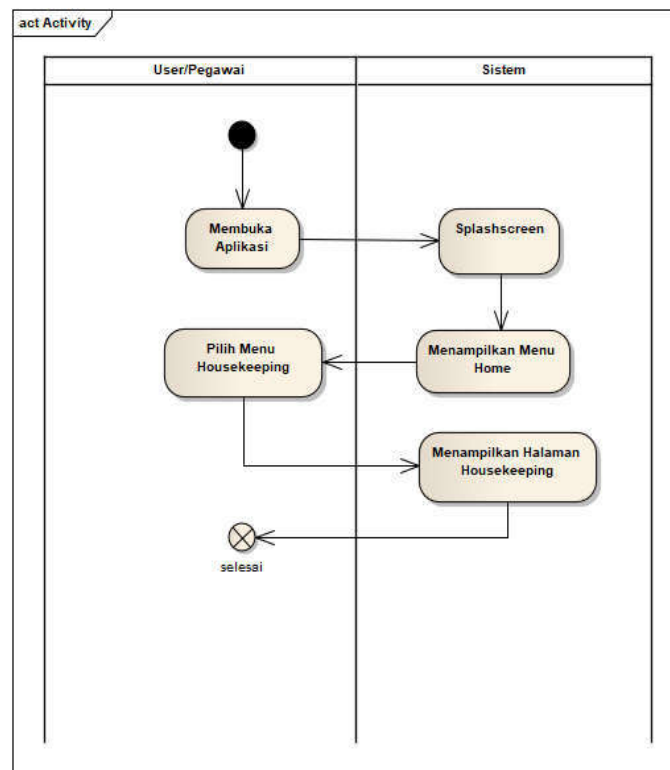 act Activity
User/Pegawai
Sistem
Membuka
Aplikasi
Splashscreen
Menampilkan Menu
Home
Pilih Menu
Housekeeping
Menampilkan Halaman
Housekeeping
selesai